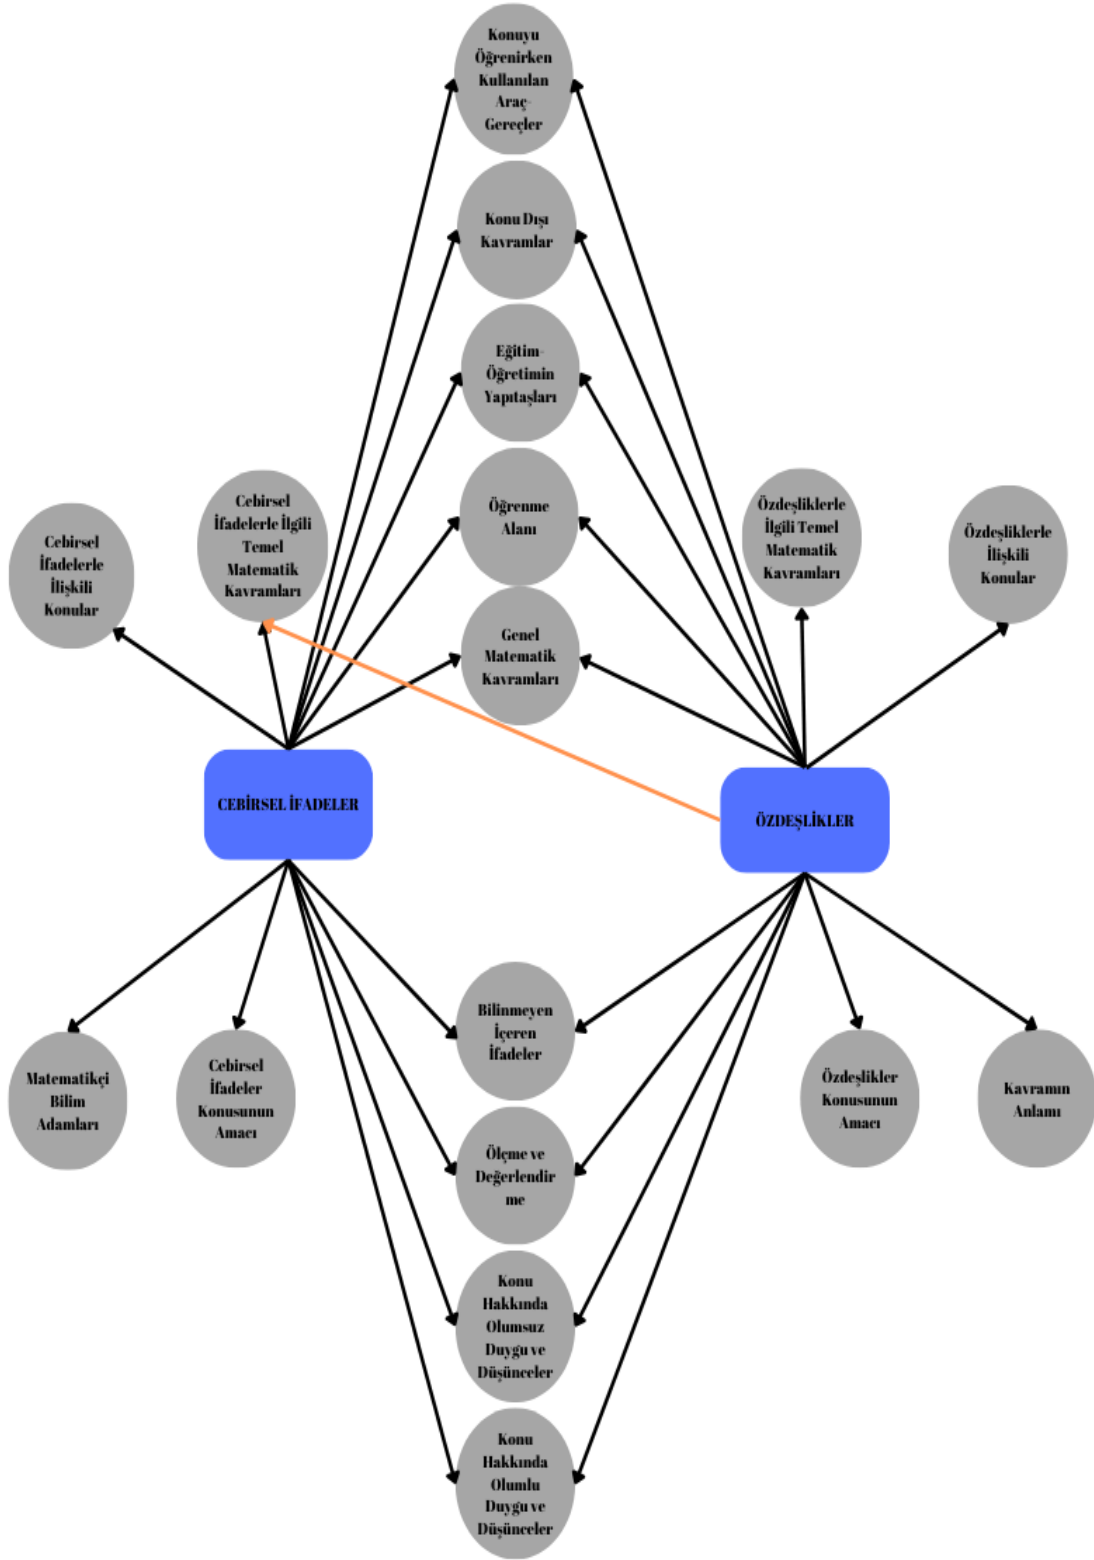 Konuyu
Öğrenirken
Kullanılan
Araç-
Gereçler
Konu Dışı
Kavramlar
Eğitim-
Öğretimin
Yapıtaşları
Öğrenme
Alanı
Genel
Matematik
Kavramları
Cebirsel
İfadelerle
İlişkili
Konular
Cebirsel
İfadelerle İlgili
Temel
Matematik
Kavramları
Özdeşliklerle
İlgili Temel
Matematik
Kavramları
Özdeşliklerle
İlişkili
Konular
CEBİRSEL İFADELER
ÖZDEŞLİKLER
Matematikçi
Bilim
Adamları
Cebirsel
İfadeler
Konusunun
Amacı
Bilinmeyen
İçeren
İfadeler
Ölçme ve
Değerlendir
me
Konu
Hakkında
Olumsuz
Duygu ve
Düşünceler
Konu
Hakkında
Olumlu
Duygu ve
Düşünceler
Özdeşlikler
Konusunun
Amacı
Kavramın
Anlamı